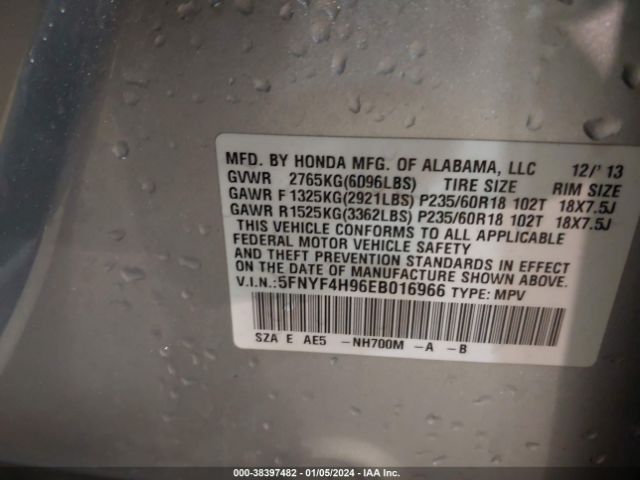 MFD. BY HONDA MFG. OF ALABAMA, LLC 12/'13
GVWR 2765KG(6096LBS) TIRE SIZE RIM SIZE
GAWR F 1325KG(2921LBS) P235/60R18 102T 18X7.5J
GAWR R1525KG(3362LBS) P235/60R18 102T 18X7.5J
THIS VEHICLE CONFORMS TO ALL APPLICABLE
FEDERAL MOTOR VEHICLE SAFETY
AND THEFT PREVENTION STANDARDS IN EFFECT
ON THE DATE OF MANUFACTURE SHOWN ABOVE.
V.I.N.:5FNYF4H96EB016966 TYPE: MPV
SZA E AE5 -NH700M -A -B
000-38397482 - 01/05/2024 - IAA Inc.